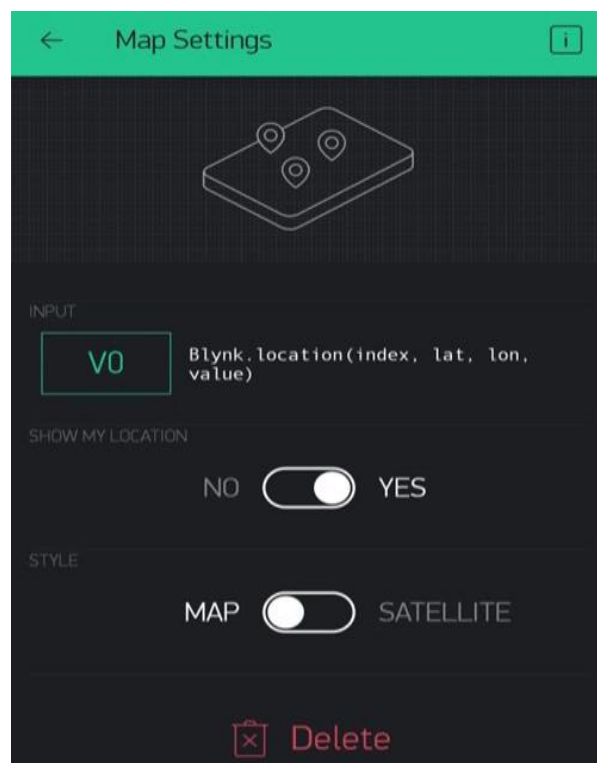 Map Settings
i
INPUT
V0
Blynk.location(index, lat, lon,
value)
SHOW MY LOCATION
NO YES
STYLE
MAP SATELLITE
Delete